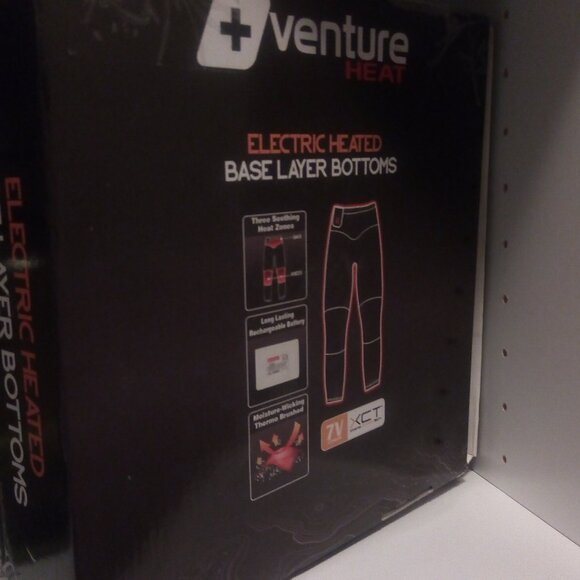 venture
HEAT
ELECTRIC HEATED
BASE LAYER BOTTOMS
Three Soothing
Heat Zones
Long Lasting
Rechargeable Battery
Moisture-Wicking
Thermo Brushed
7V
XCT
ELECTRIC HEATED
LAYER BOTTOMS